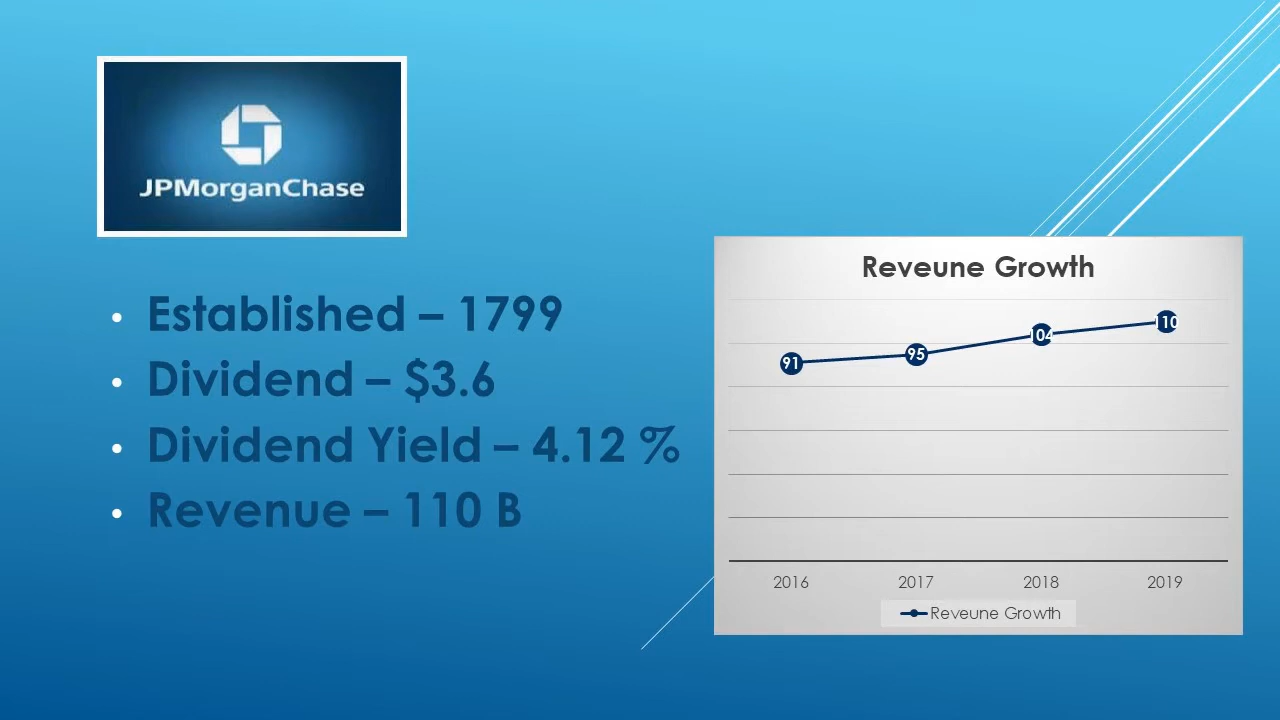 JPMorganChase
• Established – 1799
• Dividend – $3.6
• Dividend Yield – 4.12 %
• Revenue – 110 B
Reveune Growth
91 95 104 110
2016 2017 2018 2019
Reveune Growth